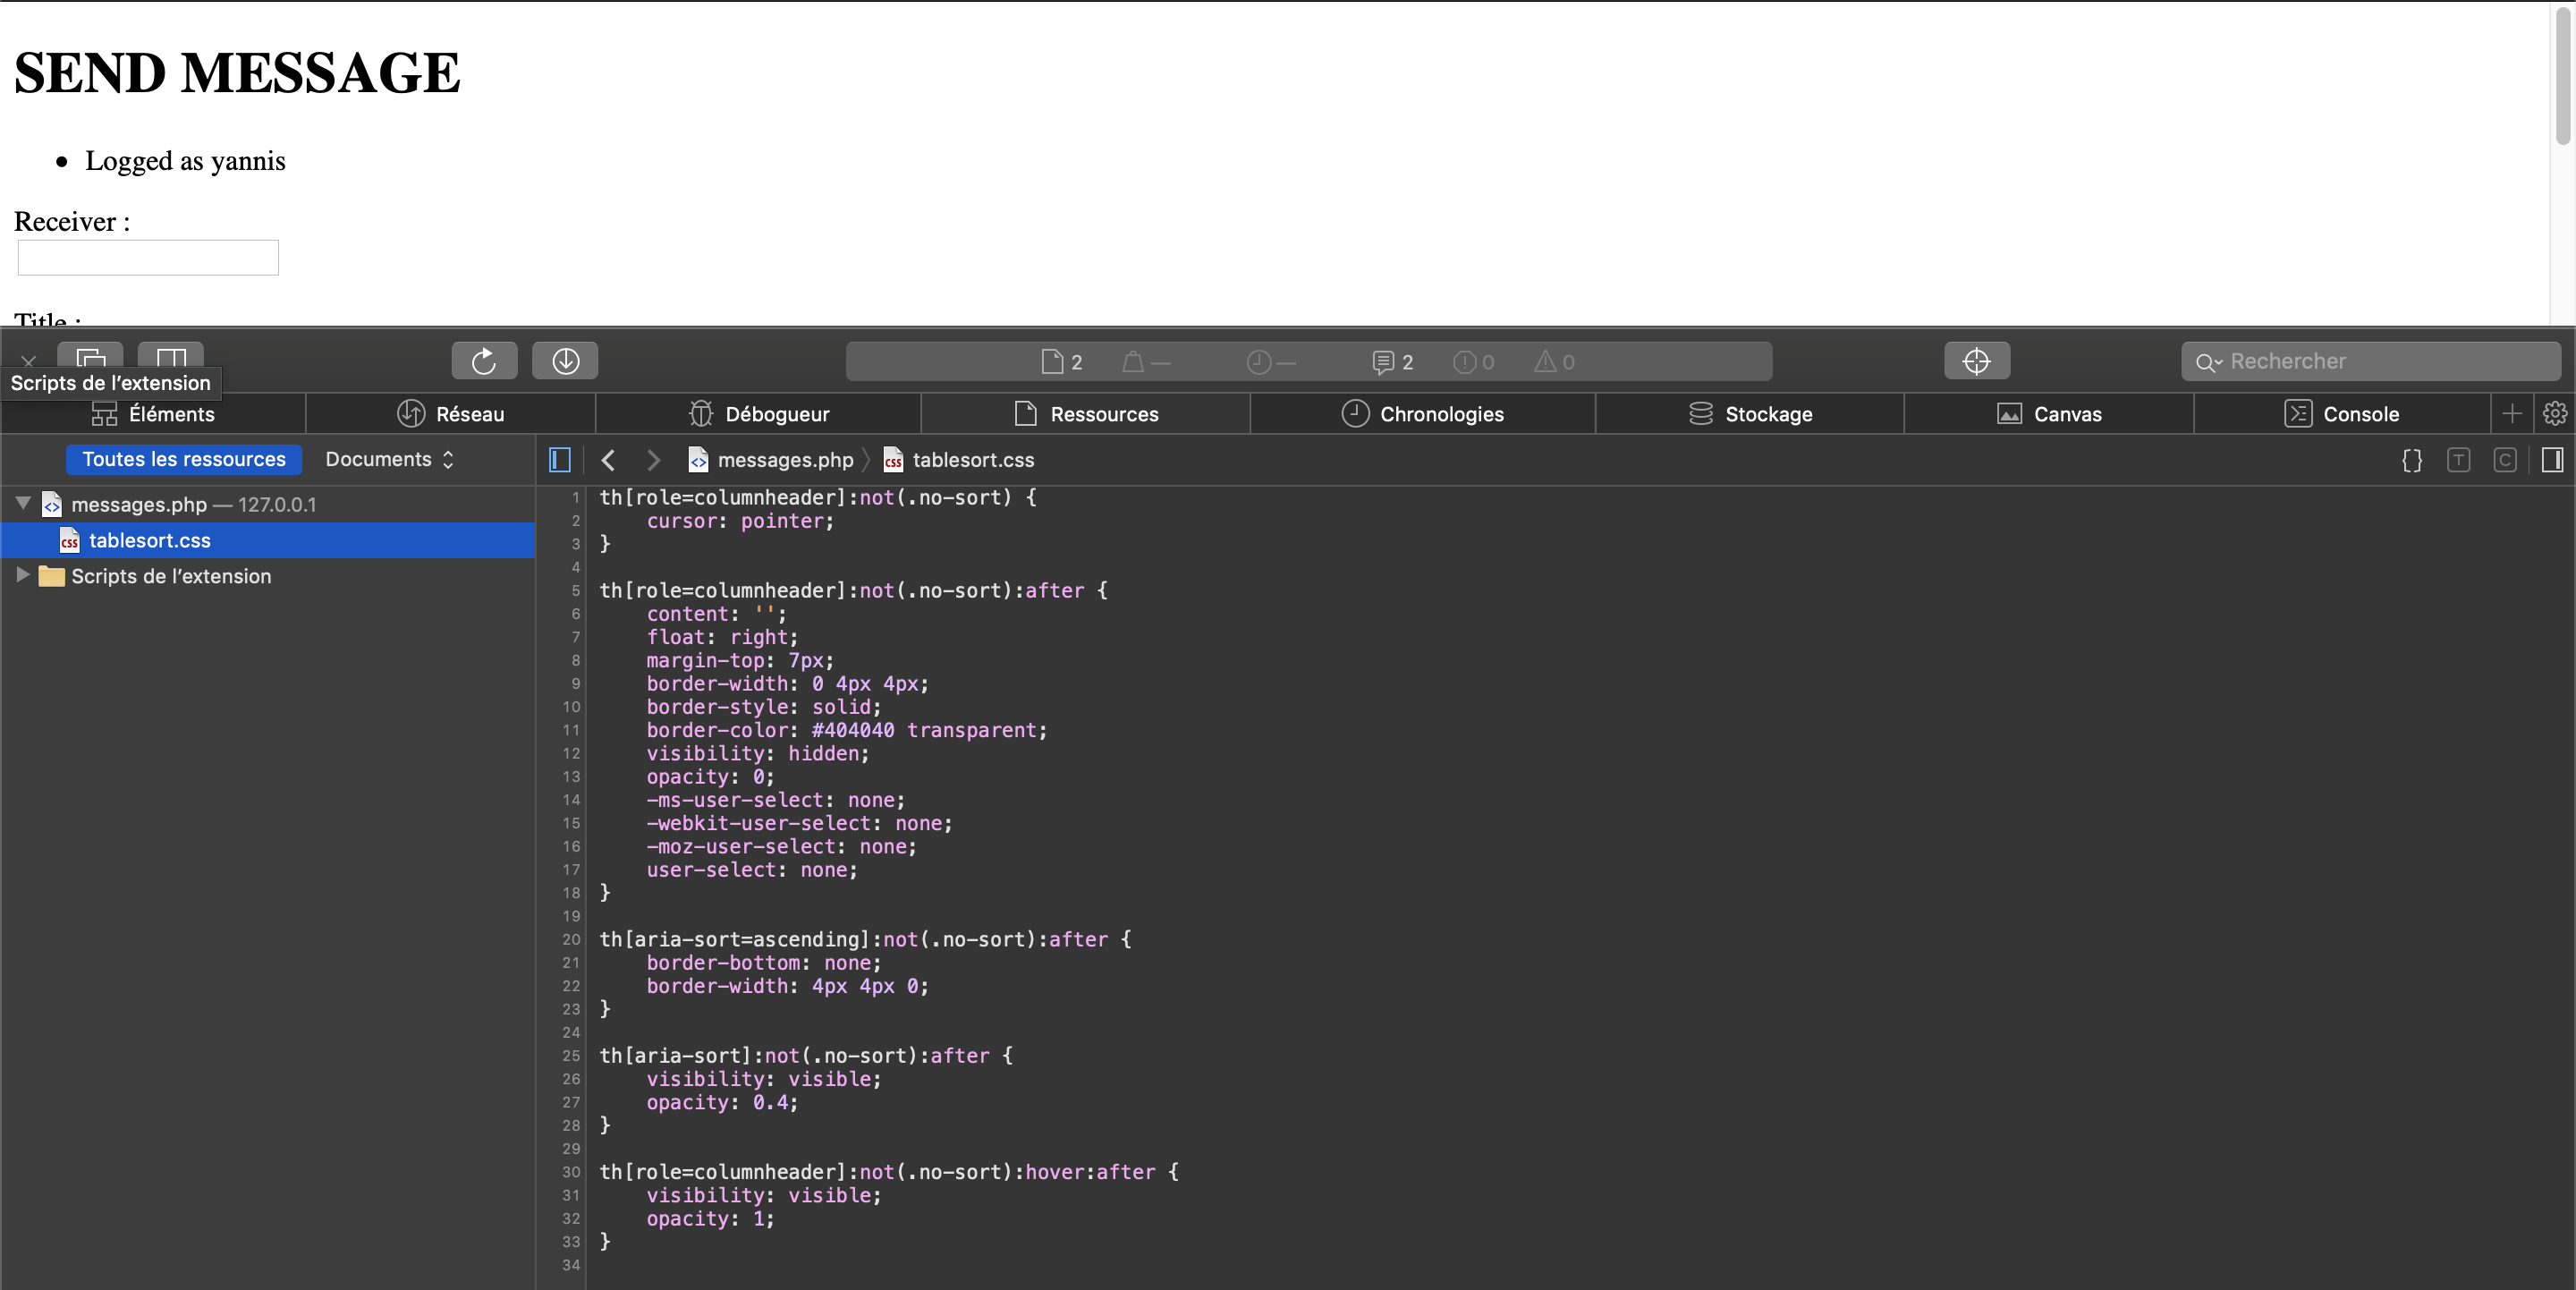 SEND MESSAGE
• Logged as yannis
Receiver :
Title :
2 — — 2 0 0
Rechercher
Scripts de l’extension
Éléments Réseau Débogueur Ressources Chronologies Stockage Canvas Console
Toutes les ressources Documents
messages.php tablesort.css
{} T C
messages.php — 127.0.0.1
tablesort.css
Scripts de l’extension
1 th[role=columnheader]:not(.no-sort) {
2     cursor: pointer;
3 }
4
5 th[role=columnheader]:not(.no-sort):after {
6     content: '';
7     float: right;
8     margin-top: 7px;
9     border-width: 0 4px 4px;
10     border-style: solid;
11     border-color: #404040 transparent;
12     visibility: hidden;
13     opacity: 0;
14     -ms-user-select: none;
15     -webkit-user-select: none;
16     -moz-user-select: none;
17     user-select: none;
18 }
19
20 th[aria-sort=ascending]:not(.no-sort):after {
21     border-bottom: none;
22     border-width: 4px 4px 0;
23 }
24
25 th[aria-sort]:not(.no-sort):after {
26     visibility: visible;
27     opacity: 0.4;
28 }
29
30 th[role=columnheader]:not(.no-sort):hover:after {
31     visibility: visible;
32     opacity: 1;
33 }
34